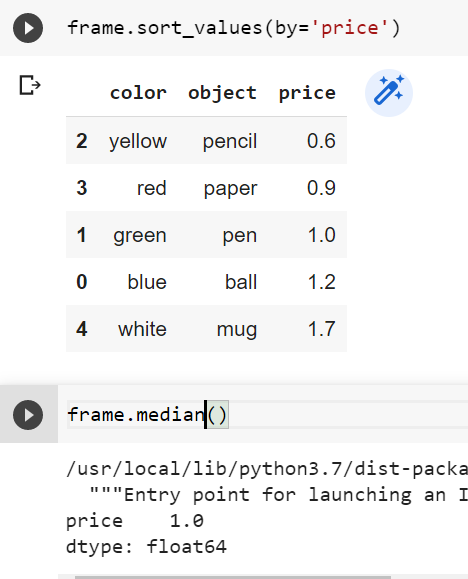 frame.sort_values(by='price')
color object price
2 yellow pencil 0.6
3 red paper 0.9
1 green pen 1.0
0 blue ball 1.2
4 white mug 1.7
frame.median()
/usr/local/lib/python3.7/dist-packa
"""Entry point for launching an I
price 1.0
dtype: float64